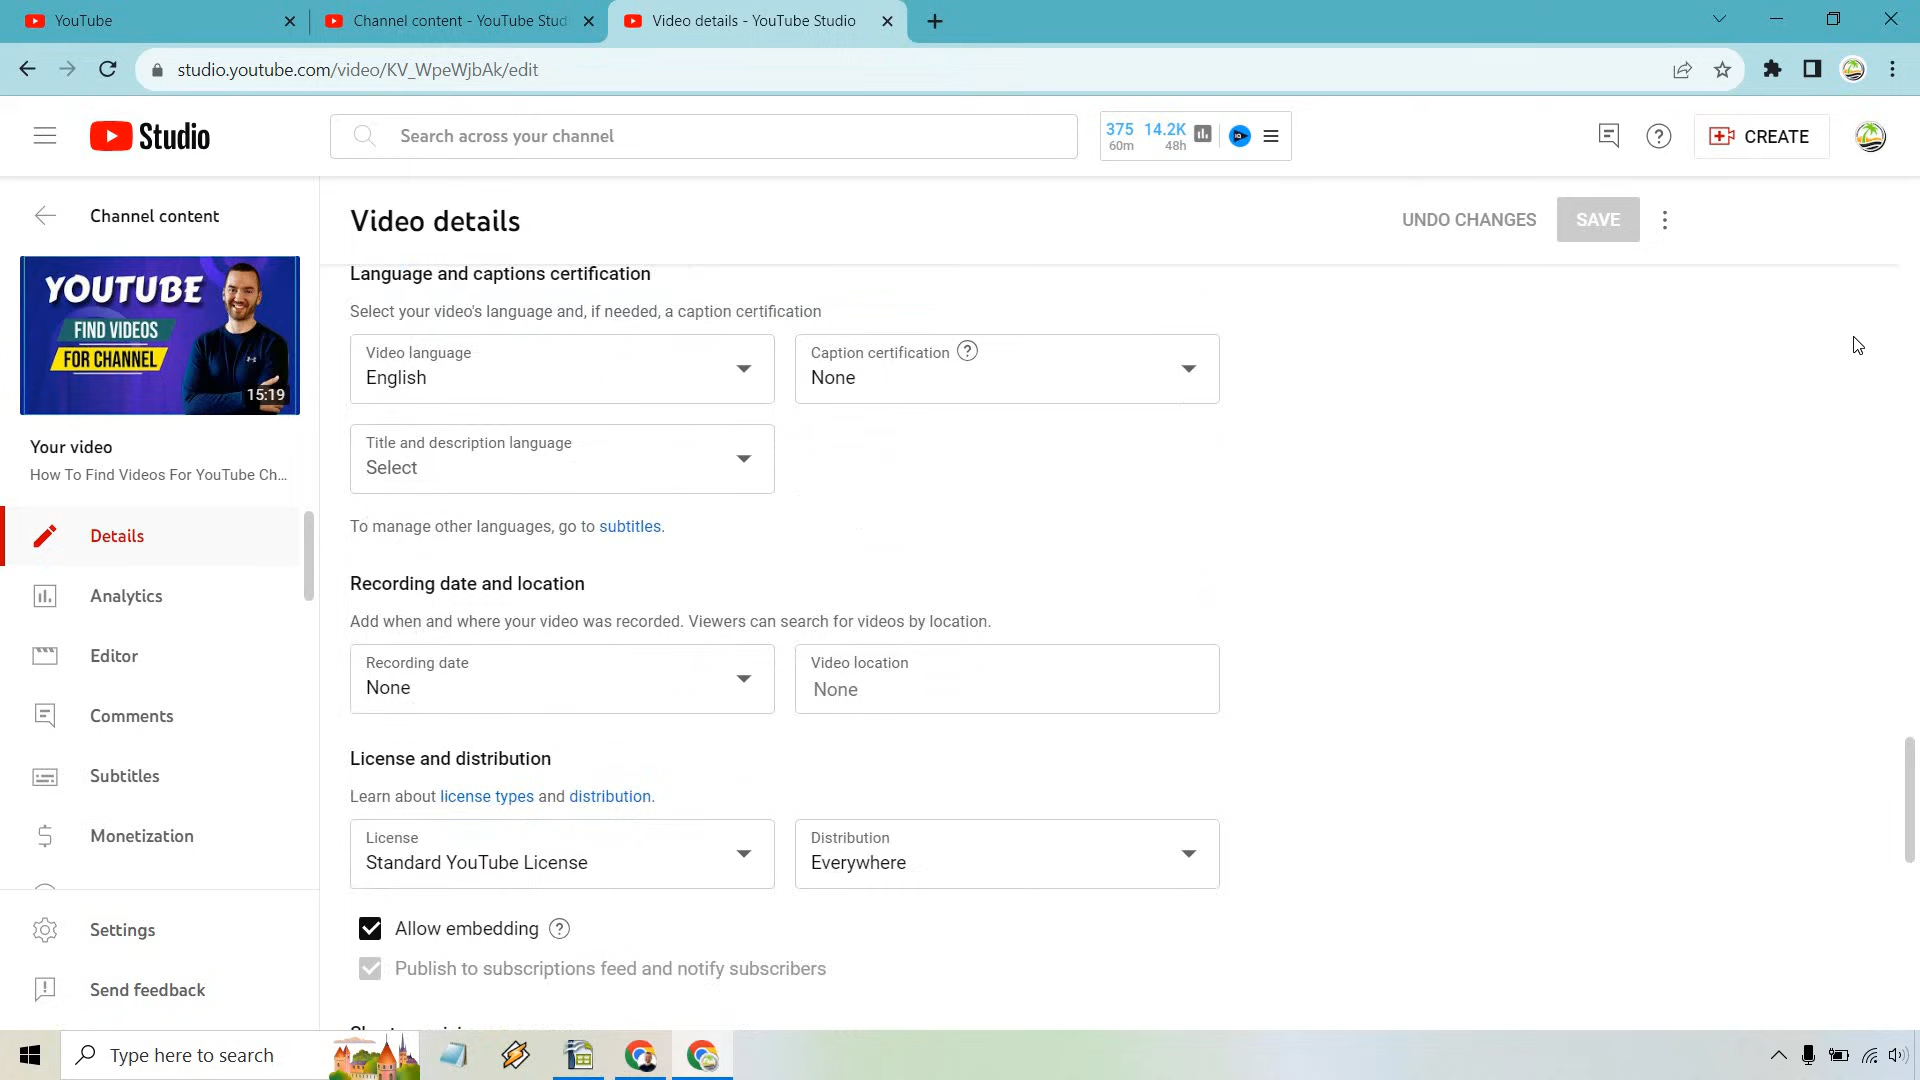 YouTube
Channel content - YouTube Stud
Video details - YouTube Studio
studio.youtube.com/video/KV_WpeWjbAk/edit
Studio
Search across your channel
375 14.2K
60m 48h
CREATE
Channel content
Video details
UNDO CHANGES
SAVE
YOUTUBE
FIND VIDEOS
FOR CHANNEL
15:19
Your video
How To Find Videos For YouTube Ch...
Details
Analytics
Editor
Comments
Subtitles
Monetization
Settings
Send feedback
Language and captions certification
Select your video's language and, if needed, a caption certification
Video language
English
Caption certification
None
Title and description language
Select
To manage other languages, go to subtitles.
Recording date and location
Add when and where your video was recorded. Viewers can search for videos by location.
Recording date
None
Video location
None
License and distribution
Learn about license types and distribution.
License
Standard YouTube License
Distribution
Everywhere
Allow embedding
Publish to subscriptions feed and notify subscribers
Type here to search